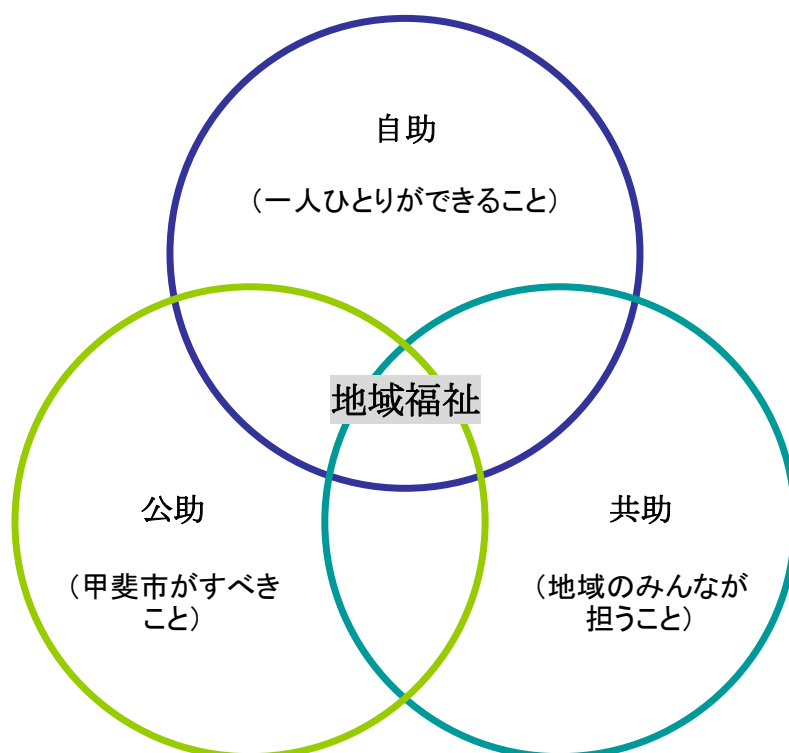 自助
（一人ひとりができること）
地域福祉
公助
（甲斐市がすべき
こと）
共助
（地域のみんなが
担うこと）